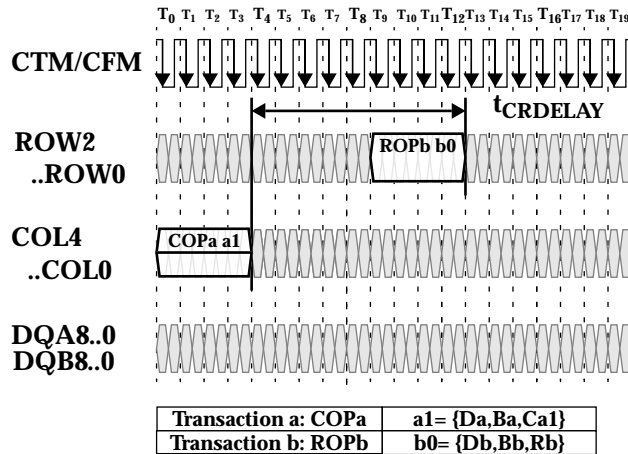 T0 T1 T2 T3 T4 T5 T6 T7 T8 T9 T10 T11 T12 T13 T14 T15 T16 T17 T18 T19
CTM/CFM
tCRDELAY
ROW2
..ROW0
ROPb b0
COL4
..COL0
COPa a1
DQA8..0
DQB8..0
Transaction a: COPa a1= {Da,Ba,Ca1}
Transaction b: ROPb b0= {Db,Bb,Rb}